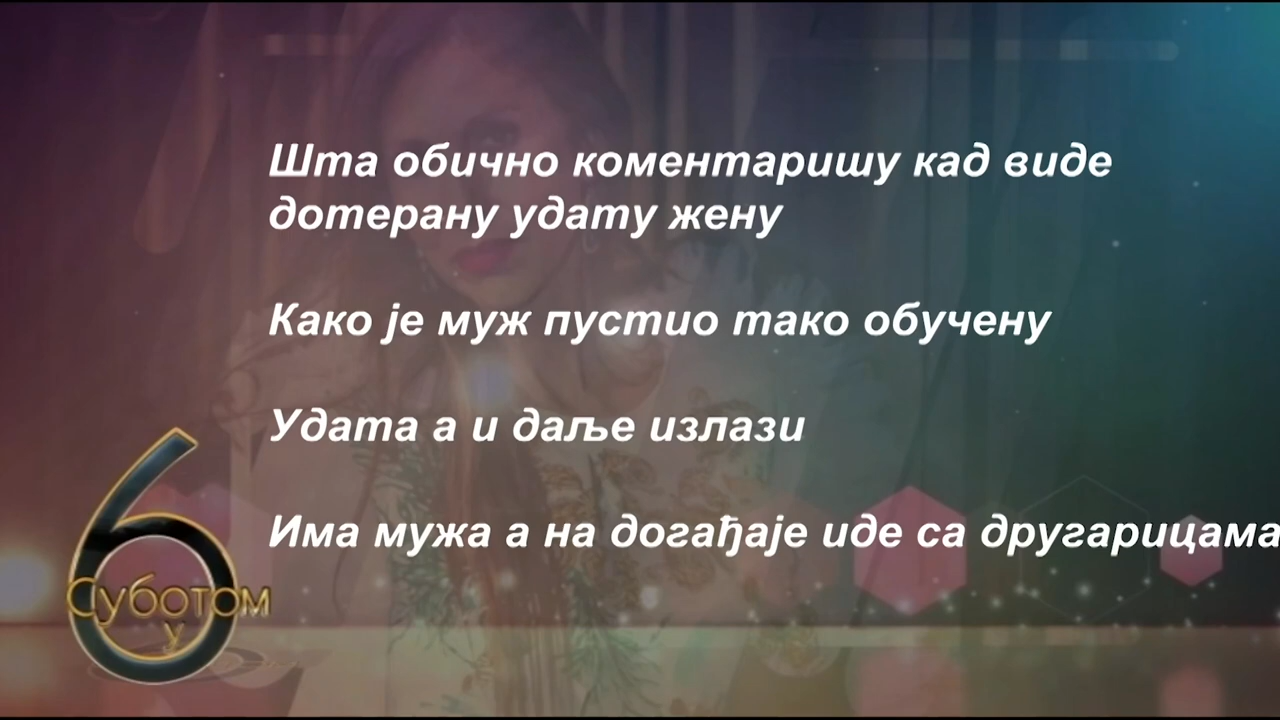 Шта обично коментаришу кад виде
дотерану удату жену
Како је муж пустио тако обучену
Удата а и даље излази
Има мужа а на догађаје иде са другарицама
6
Суботом
у